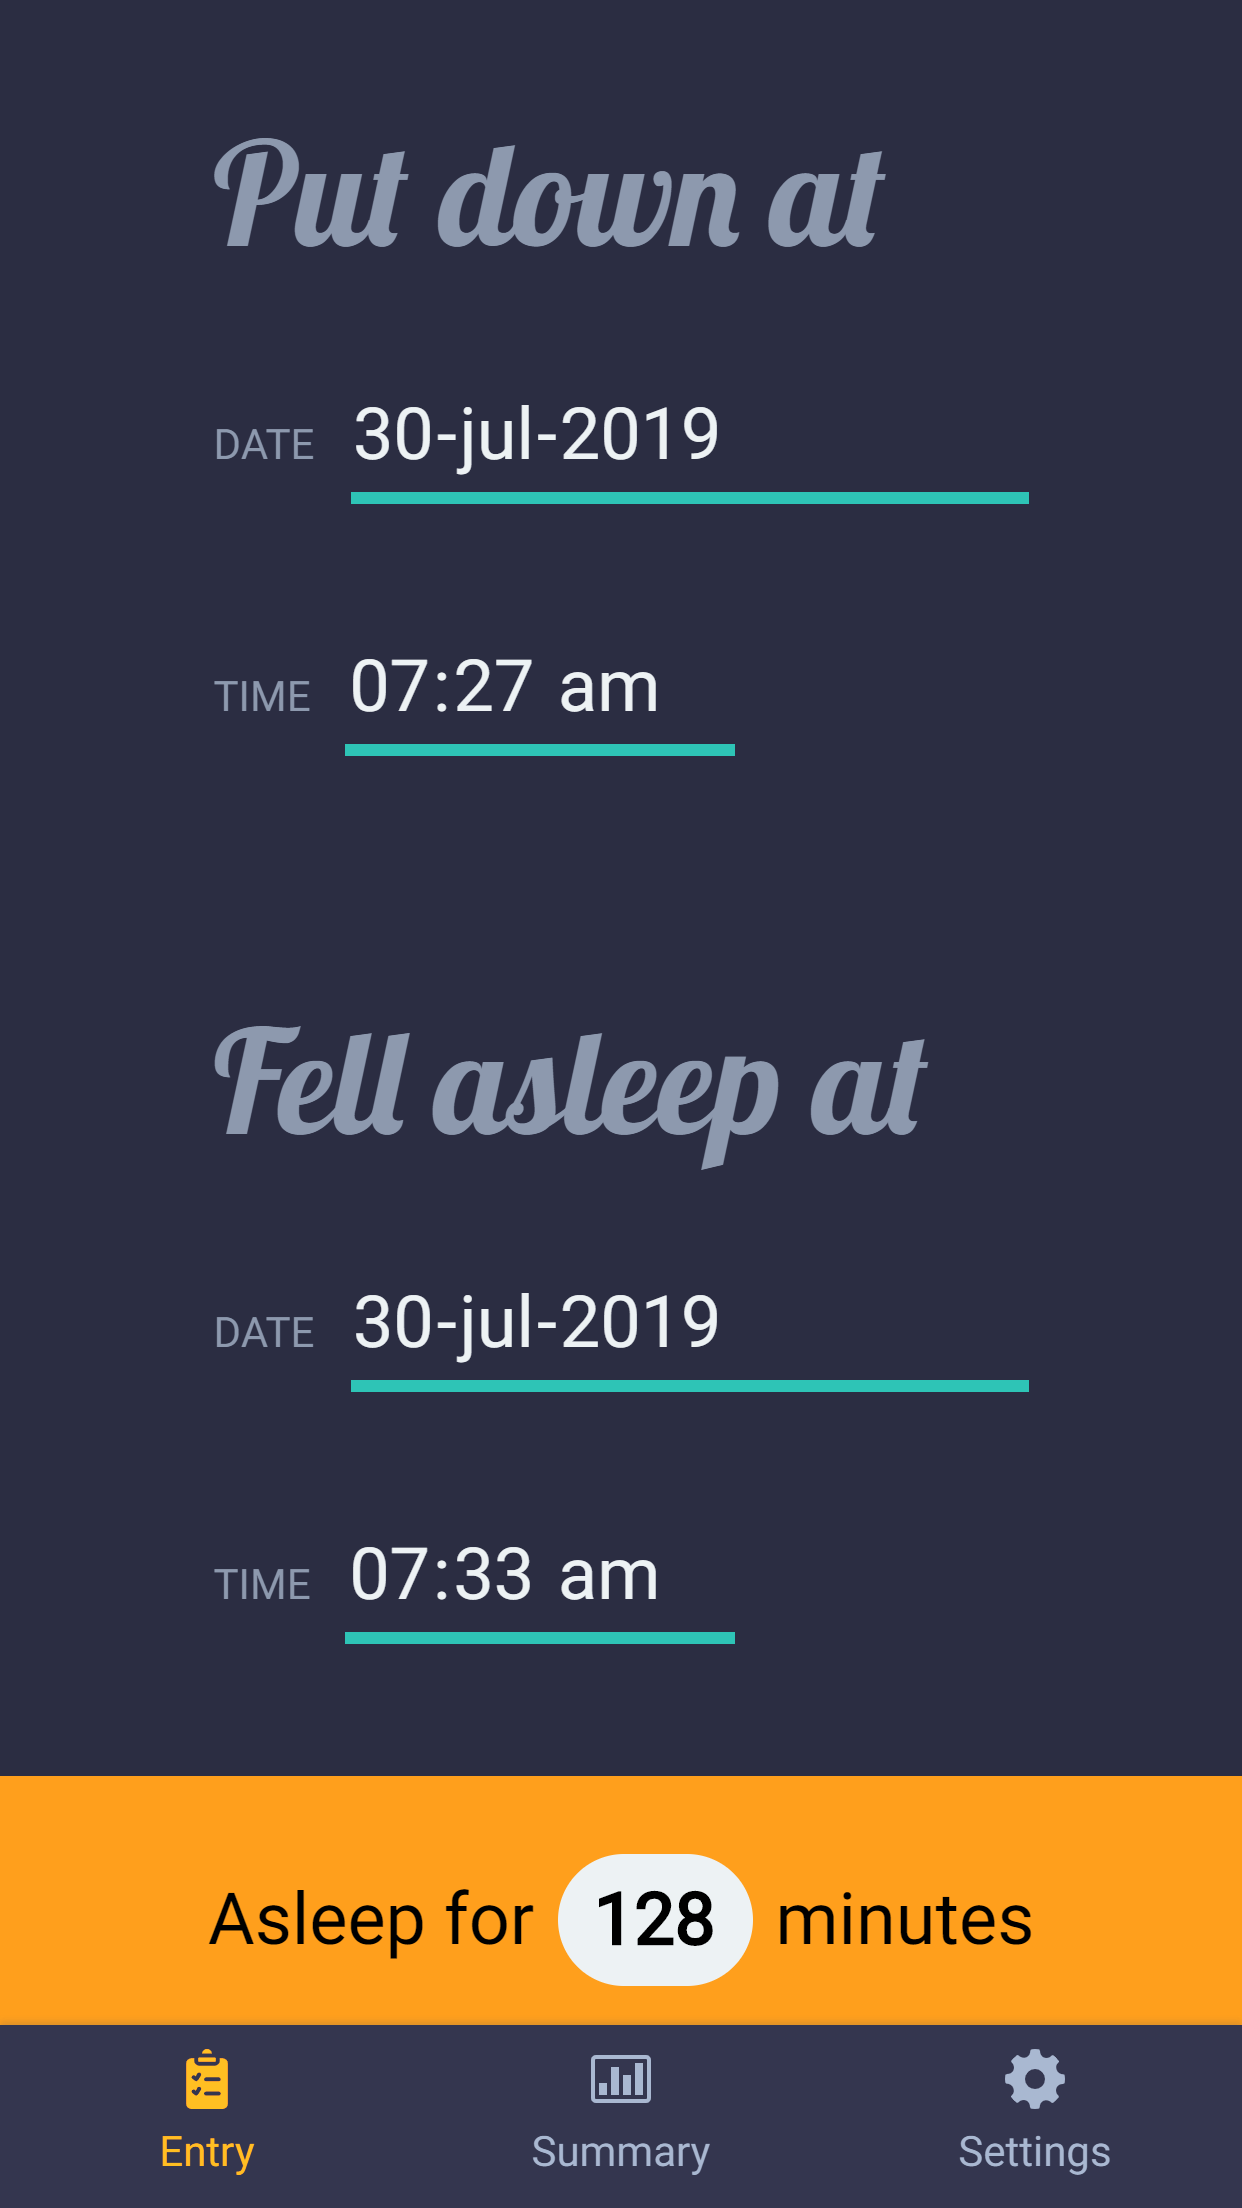 Put down at
DATE 30-jul-2019
TIME 07:27 am
Fell asleep at
DATE 30-jul-2019
TIME 07:33 am
Asleep for 128 minutes
Entry Summary Settings